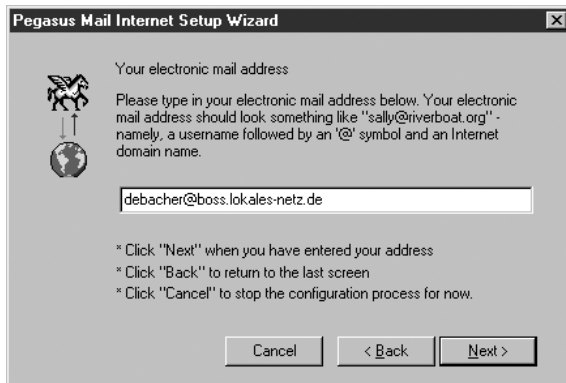 Pegasus Mail Internet Setup Wizard
Your electronic mail address
Please type in your electronic mail address below. Your electronic
mail address should look something like "sally@riverboat.org" -
namely, a username followed by an '@' symbol and an Internet
domain name.
debacher@boss.lokales-netz.de
* Click "Next" when you have entered your address
* Click "Back" to return to the last screen
* Click "Cancel" to stop the configuration process for now.
Cancel < Back Next >